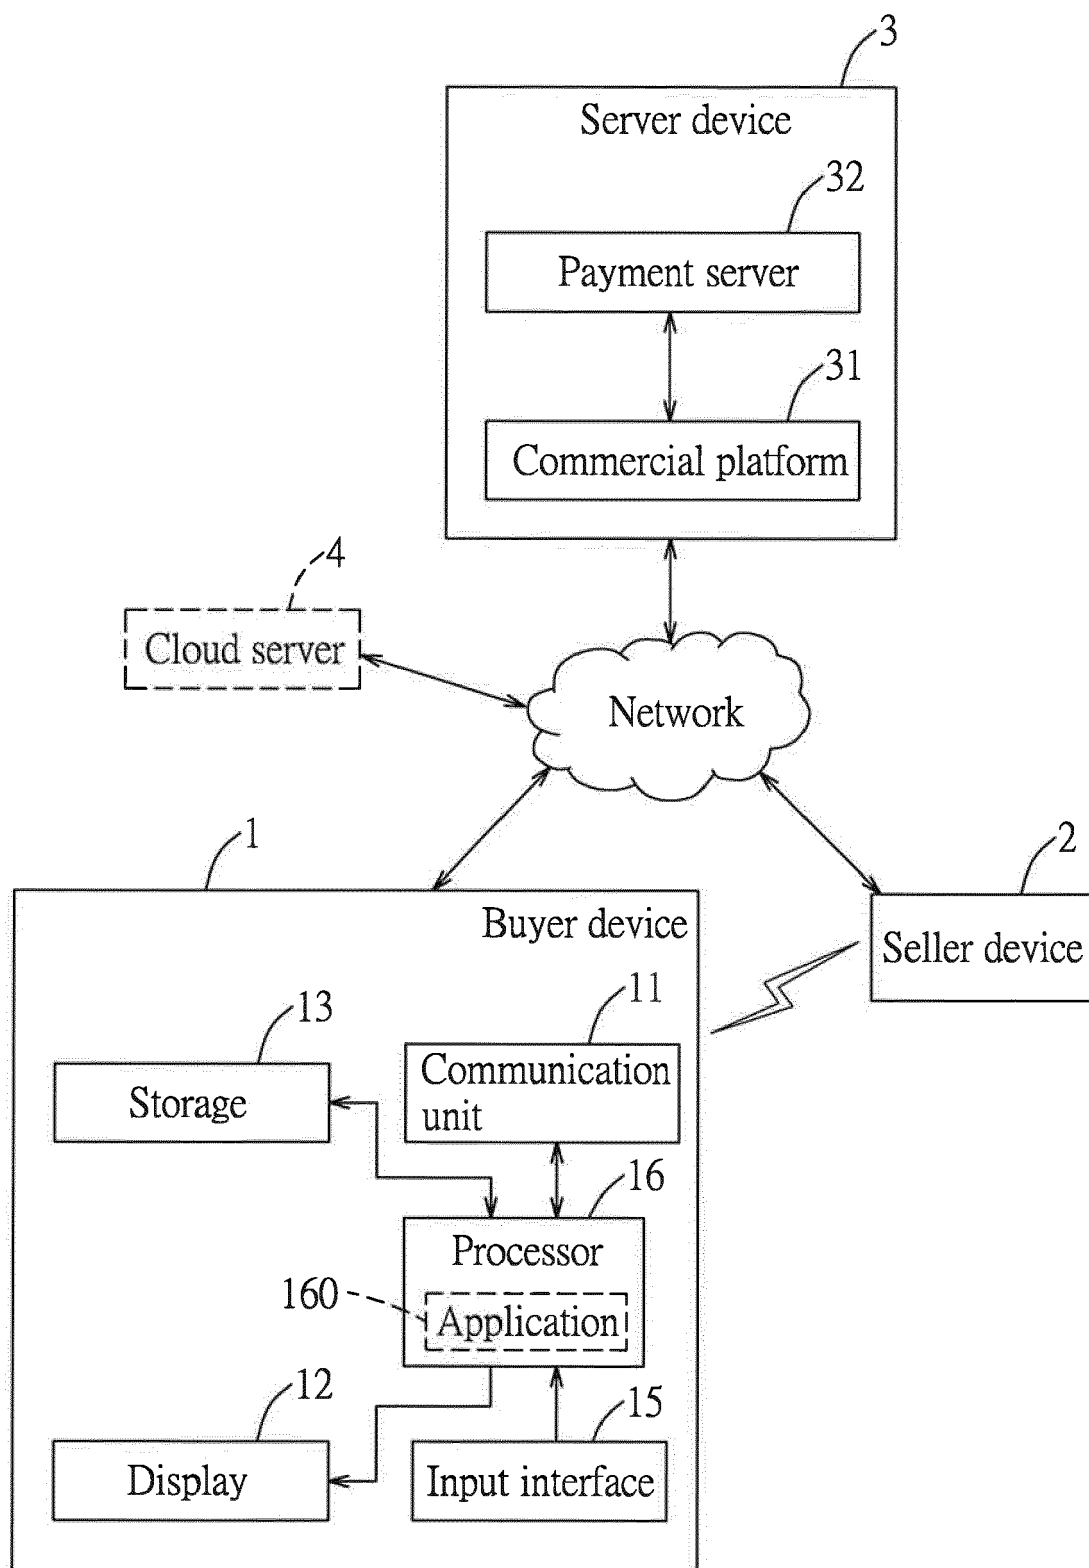 3
Server device
32
Payment server
31
Commercial platform
4
Cloud server
Network
1
2
Buyer device
Seller device
13
11
Storage
Communication
unit
16
Processor
160
Application
12
15
Display
Input interface